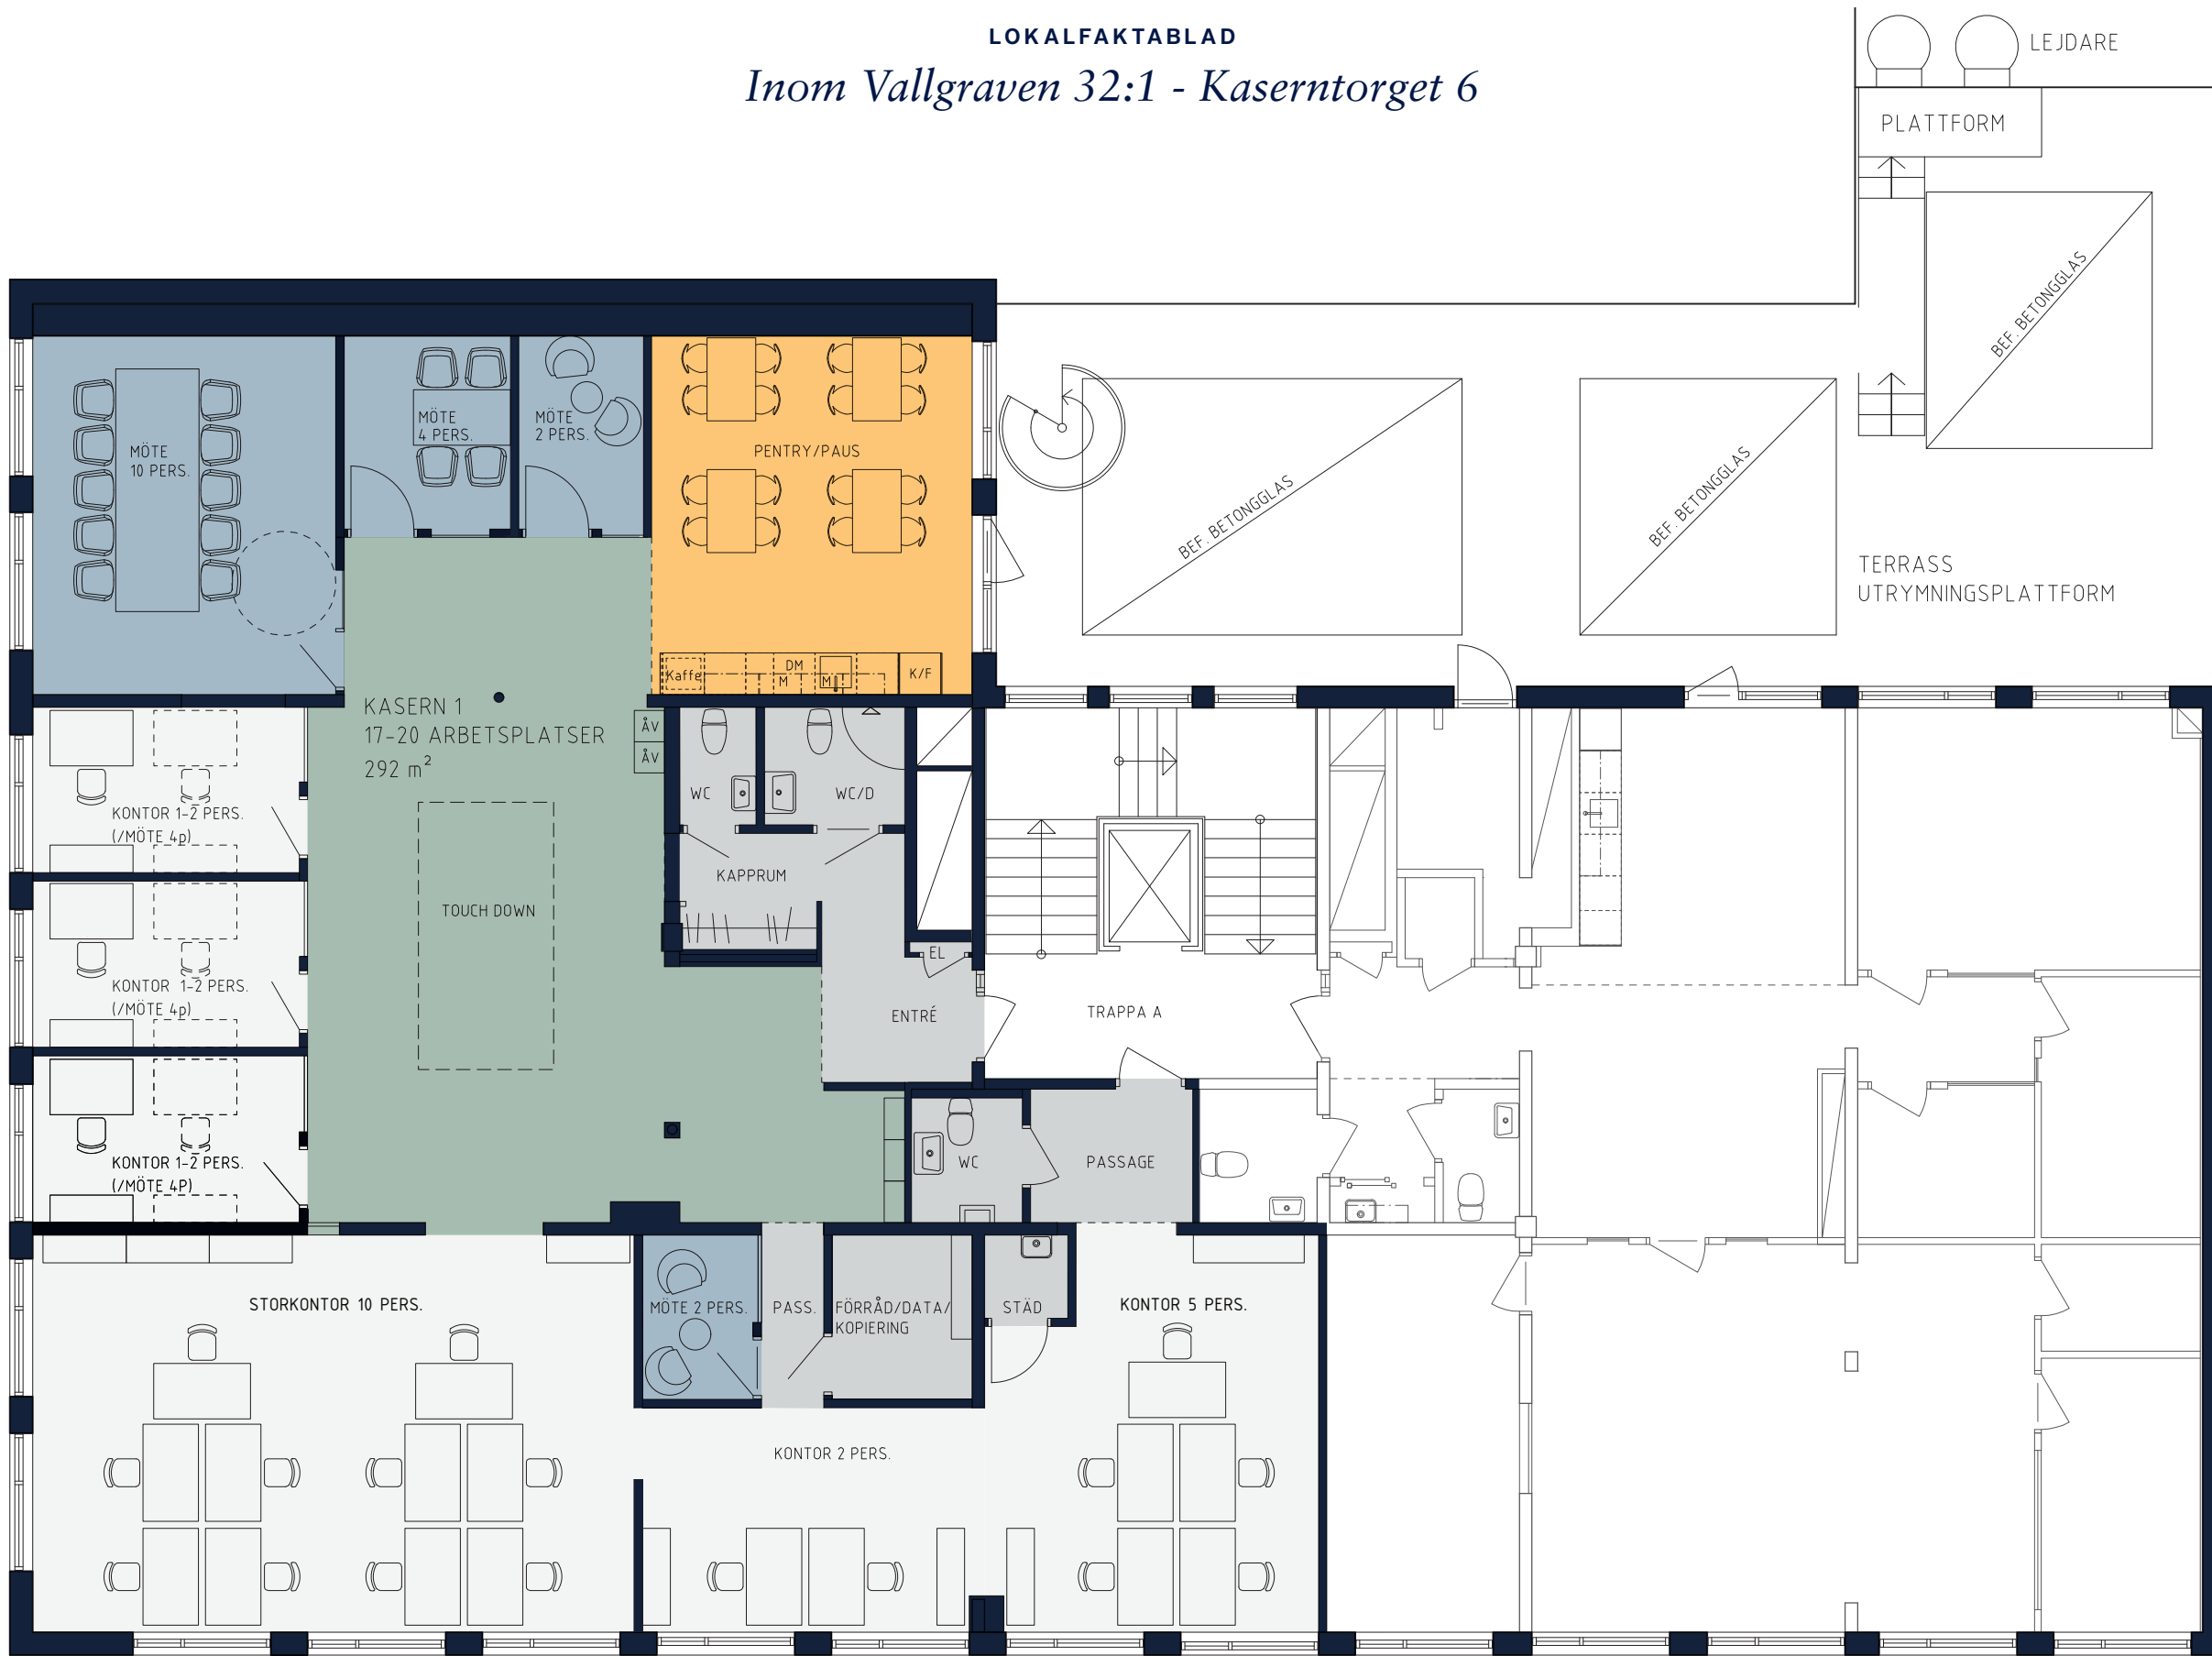 LOKALFAKTABLAD
Inom Vallgraven 32:1 - Kaserntorget 6
LEJDARE
PLATTFORM
BEF. BETONGGLAS
BEF. BETONGGLAS
BEF. BETONGGLAS
TERRASS
UTRYMNINGSPLATTFORM
MÖTE
10 PERS.
MÖTE
4 PERS.
MÖTE
2 PERS.
PENTRY/PAUS
Kaffe
DM
M
M
K/F
KASERN 1
17-20 ARBETSPLATSER
292 m²
ÅV
ÅV
WC
WC/D
KONTOR 1-2 PERS.
(/MÖTE 4p)
KAPPRUM
TOUCH DOWN
EL
KONTOR 1-2 PERS.
(/MÖTE 4p)
ENTRÉ
TRAPPA A
KONTOR 1-2 PERS.
(/MÖTE 4P)
WC
PASSAGE
STORKONTOR 10 PERS.
MÖTE 2 PERS.
PASS.
FÖRRÅD/DATA/
KOPIERING
STÄD
KONTOR 5 PERS.
KONTOR 2 PERS.